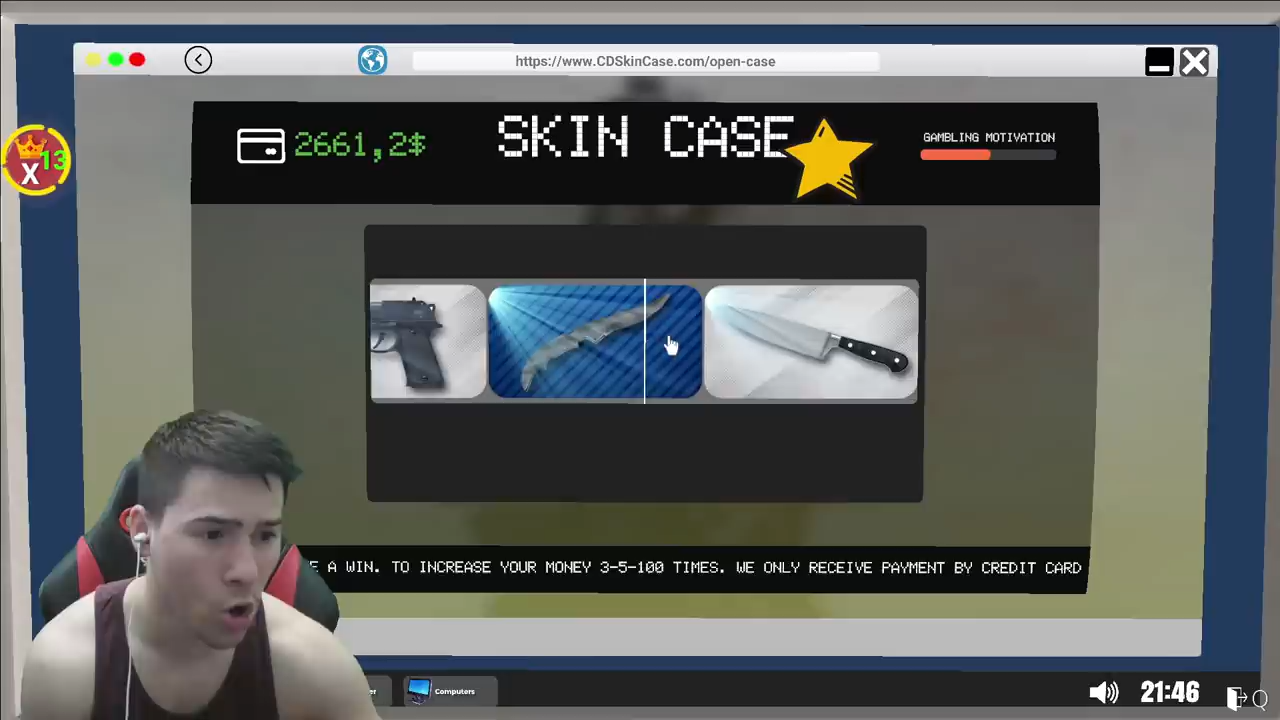 https://www.CDSkinCase.com/open-case
2661,2$
SKIN CASE
GAMBLING MOTIVATION
X 13
E A WIN. TO INCREASE YOUR MONEY 3-5-100 TIMES. WE ONLY RECEIVE PAYMENT BY CREDIT CARD
er
Computers
21:46
Q